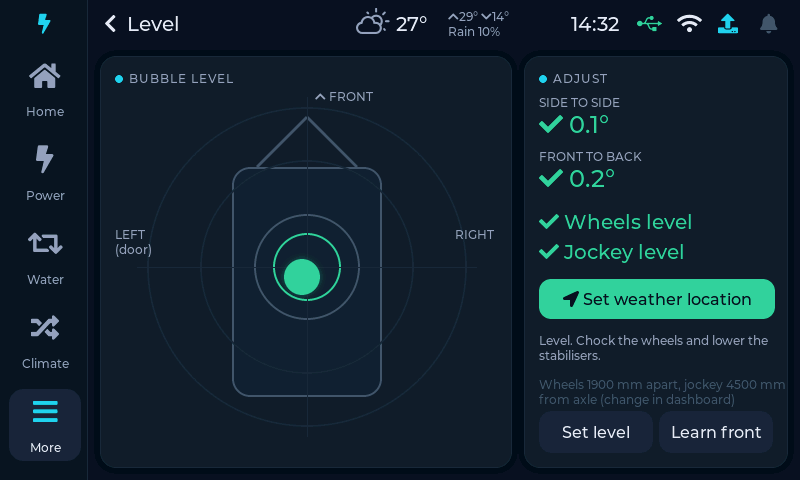 Level
27°
29° 14°
Rain 10%
14:32
Home
Power
Water
Climate
More
BUBBLE LEVEL
FRONT
LEFT
(door)
RIGHT
ADJUST
SIDE TO SIDE
0.1°
FRONT TO BACK
0.2°
Wheels level
Jockey level
Set weather location
Level. Chock the wheels and lower the
stabilisers.
Wheels 1900 mm apart, jockey 4500 mm
from axle (change in dashboard)
Set level
Learn front